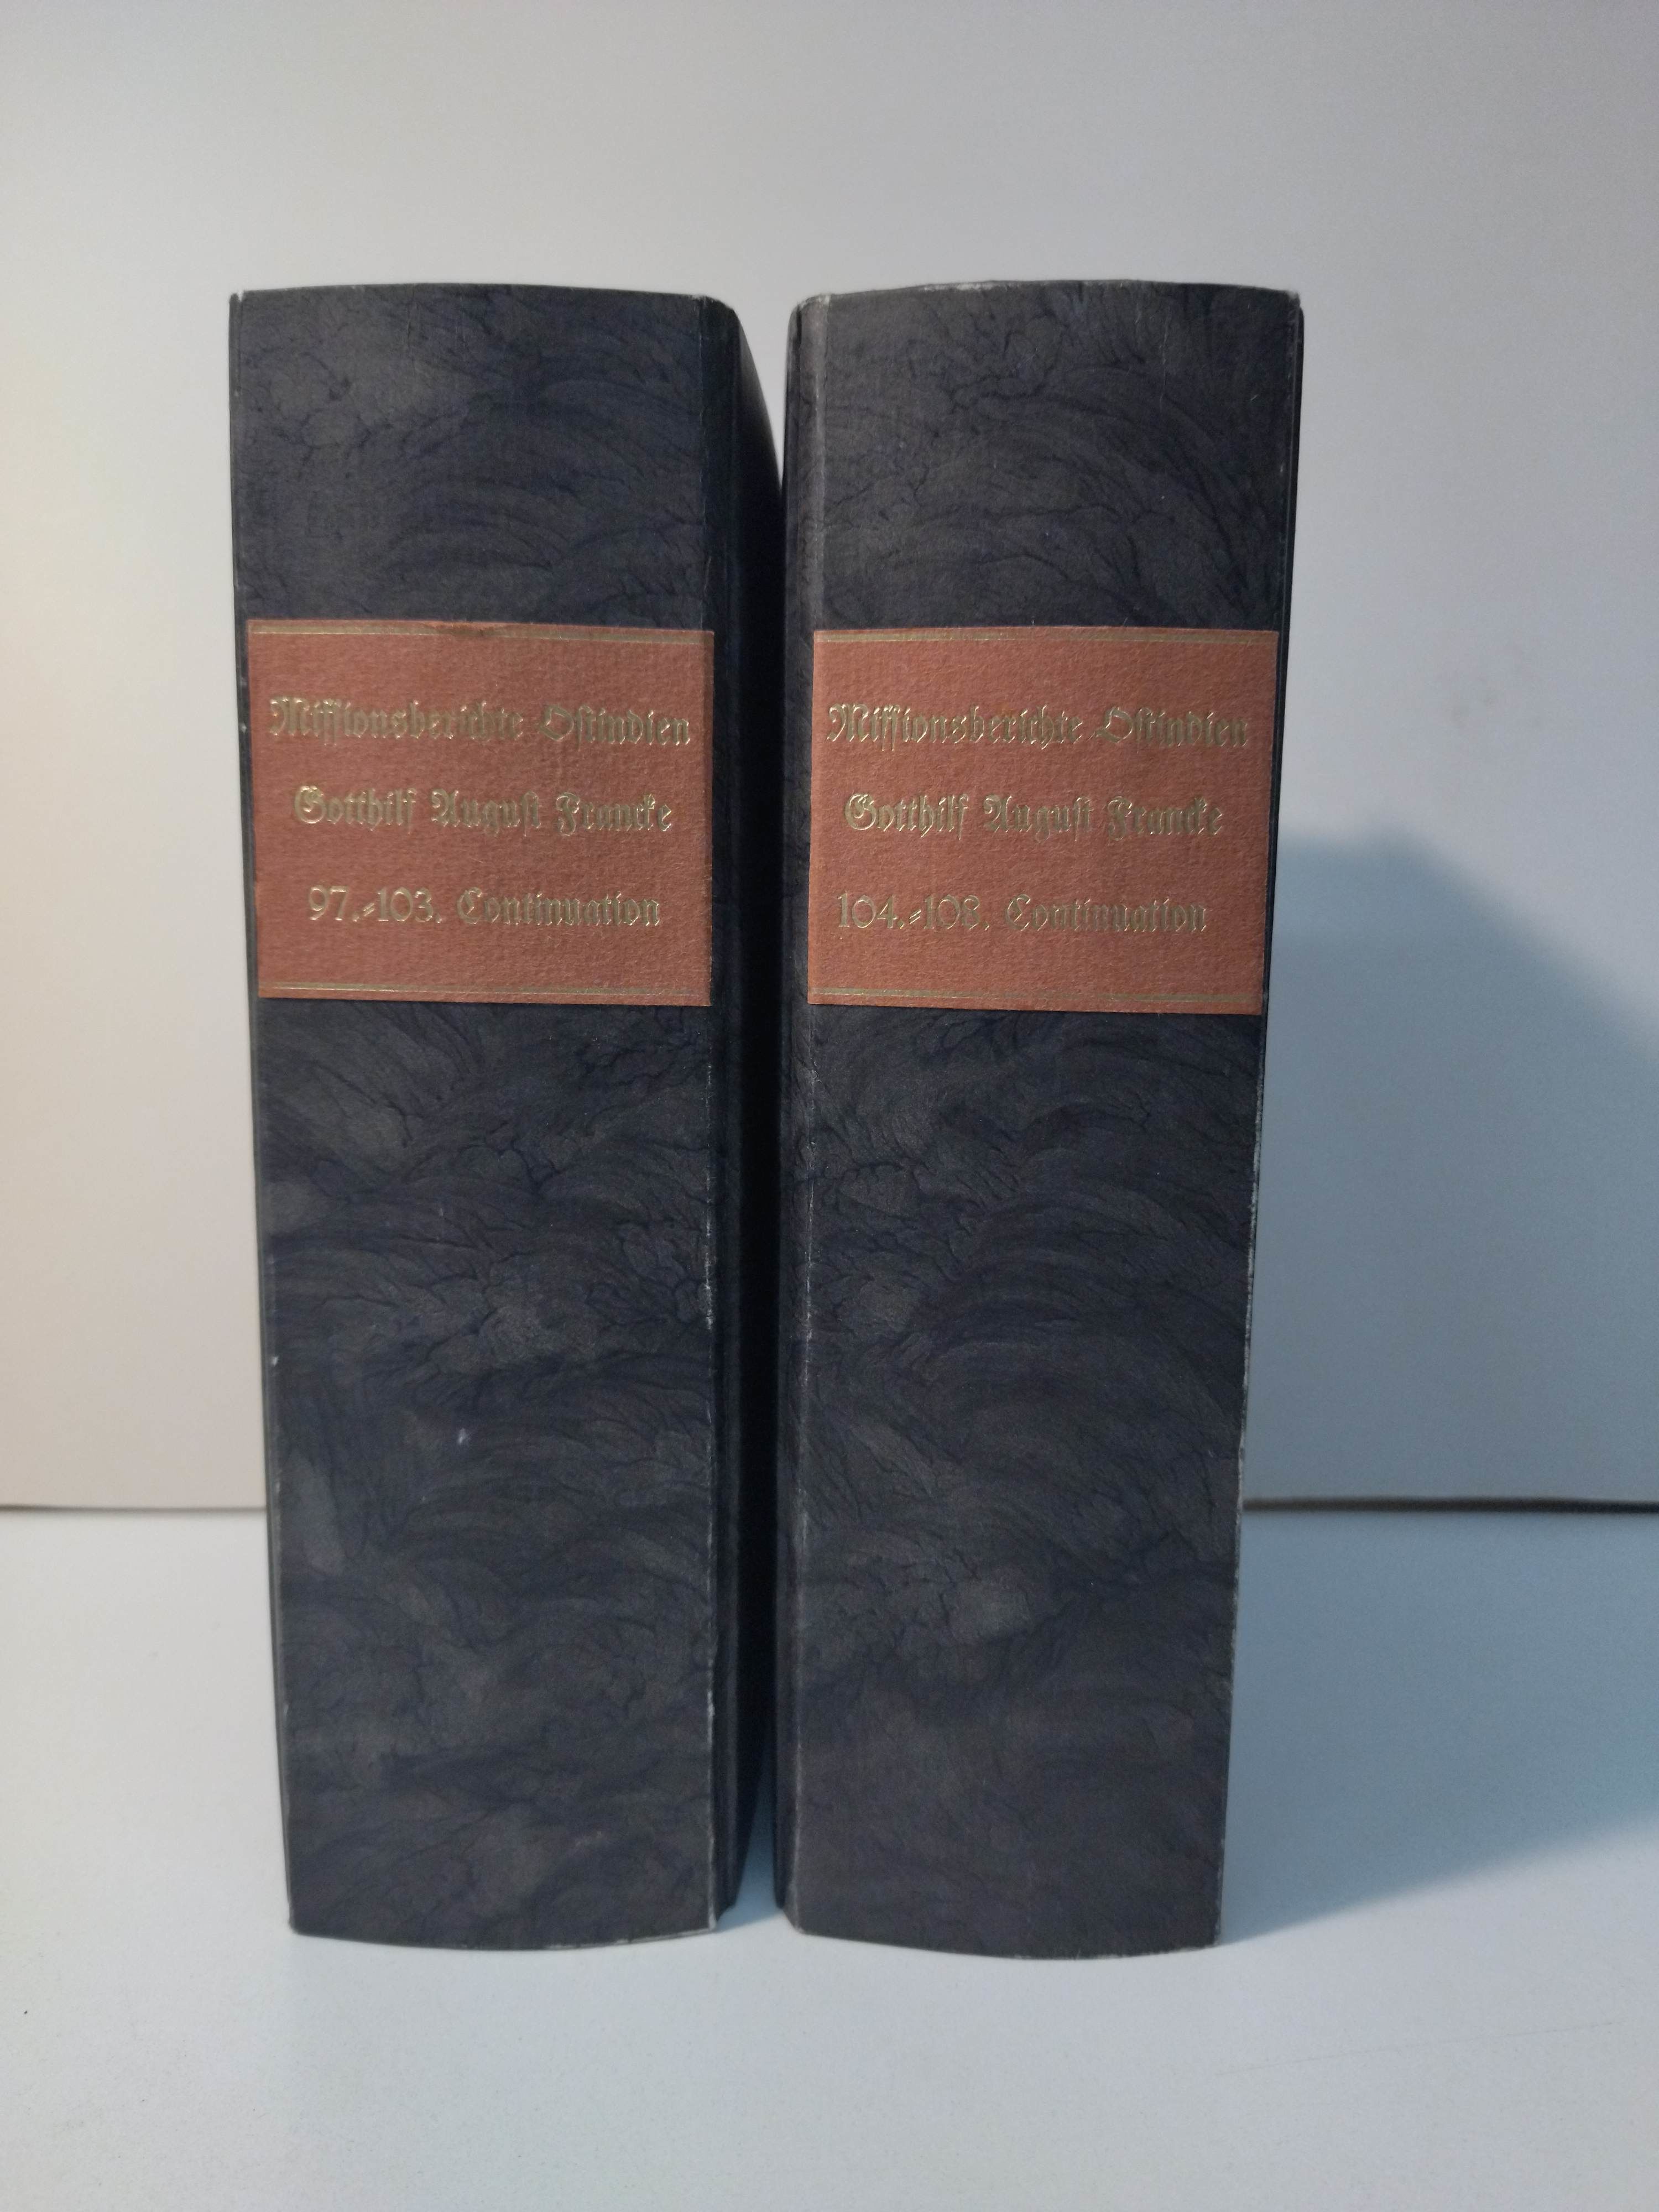 Missionsberichte Ostindien
Gotthilf August Francke
97.=103. Continuation
Missionsberichte Ostindien
Gotthilf August Francke
104.=108. Continuation